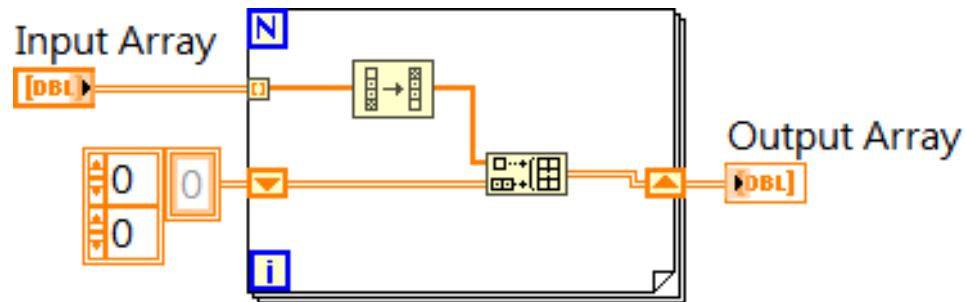 Input Array
N
[DBL]
[]
Output Array
0 0
[DBL]
0
i